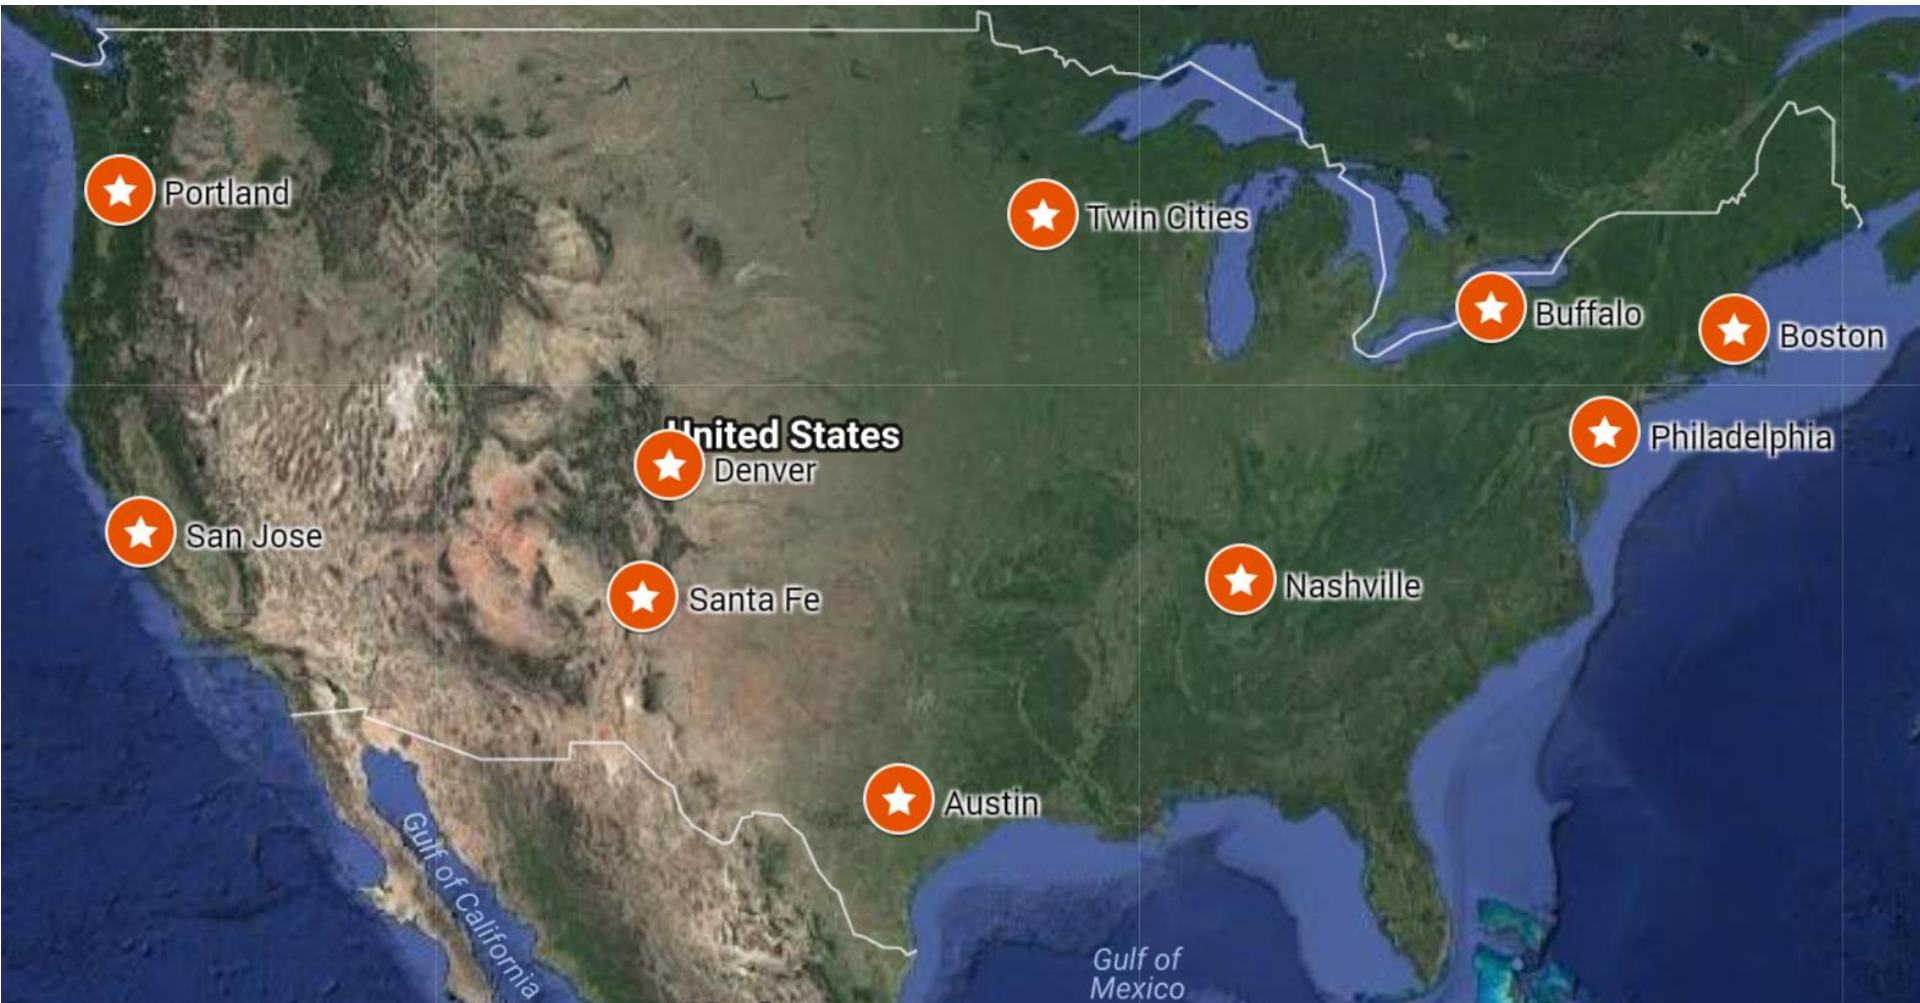 Portland
Twin Cities
Buffalo
Boston
United States
Philadelphia
Denver
San Jose
Nashville
Santa Fe
Austin
Gulf of California
Gulf of
Mexico